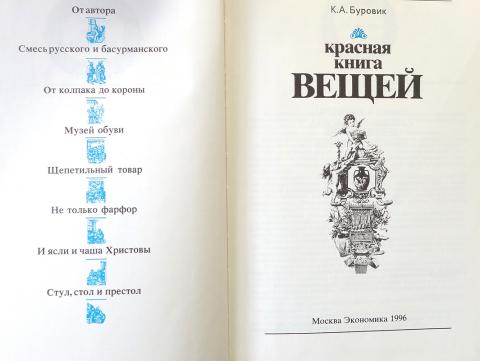 От автора
Смесь русского и басурманского
От колпака до короны
Музей обуви
Щепетильный товар
Не только фарфор
И ясли и чаша Христовы
Стул, стол и престол
К.А. Буровик
красная
книга
ВЕЩЕЙ
Москва Экономика 1996